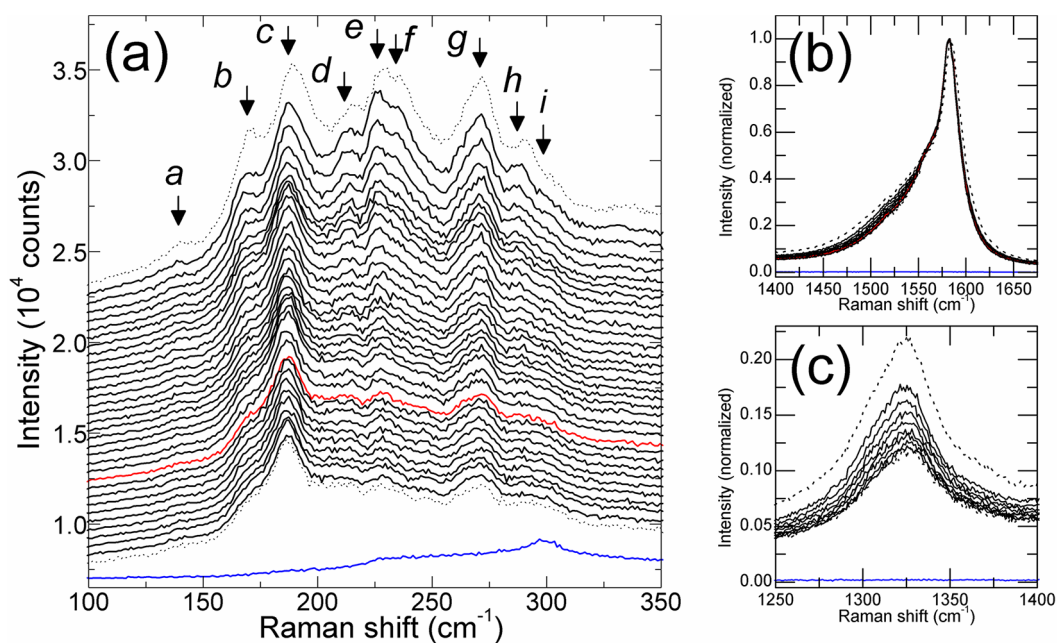 (a)
a
b
c
d
e
f
g
h
i
3.5
3.0
2.5
2.0
1.5
1.0
Intensity (10⁴ counts)
100 150 200 250 300 350
Raman shift (cm⁻¹)
(b)
1.0
0.8
0.6
0.4
0.2
0.0
Intensity (normalized)
1400 1450 1500 1550 1600 1650
Raman shift (cm⁻¹)
(c)
0.20
0.15
0.10
0.05
0.00
Intensity (normalized)
1250 1300 1350 1400
Raman shift (cm⁻¹)